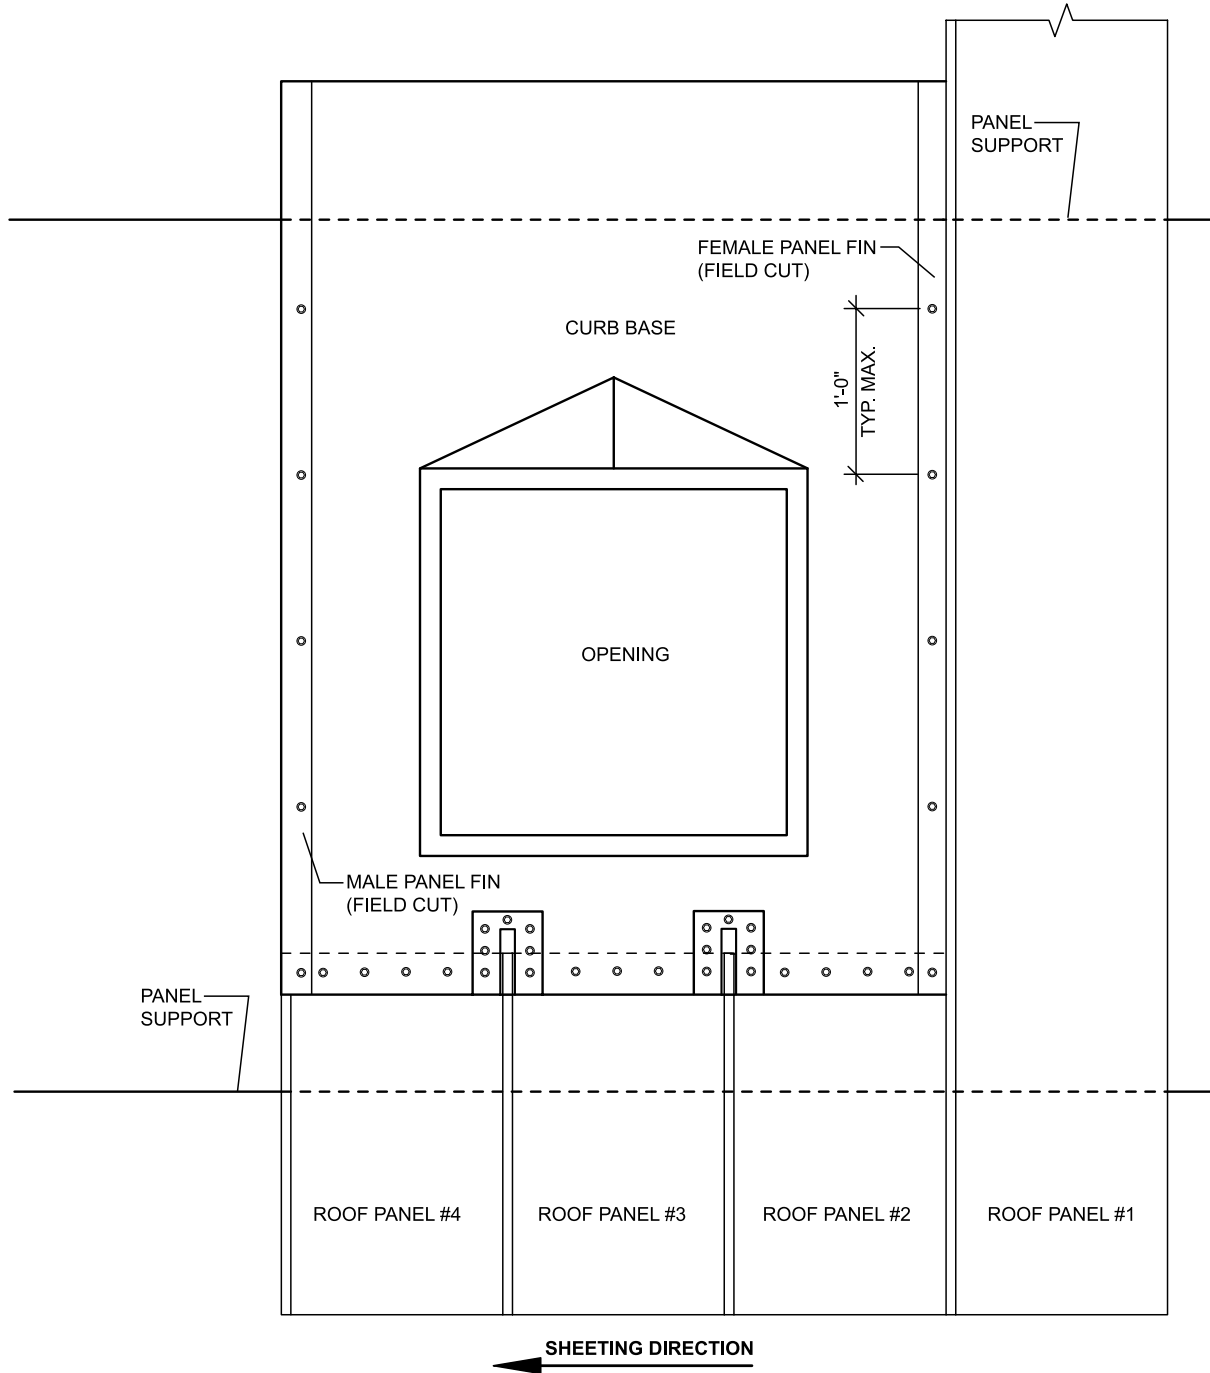 PANEL
SUPPORT
FEMALE PANEL FIN
(FIELD CUT)
CURB BASE
1'-0"
TYP. MAX.
OPENING
MALE PANEL FIN
(FIELD CUT)
PANEL
SUPPORT
ROOF PANEL #4
ROOF PANEL #3
ROOF PANEL #2
ROOF PANEL #1
SHEETING DIRECTION